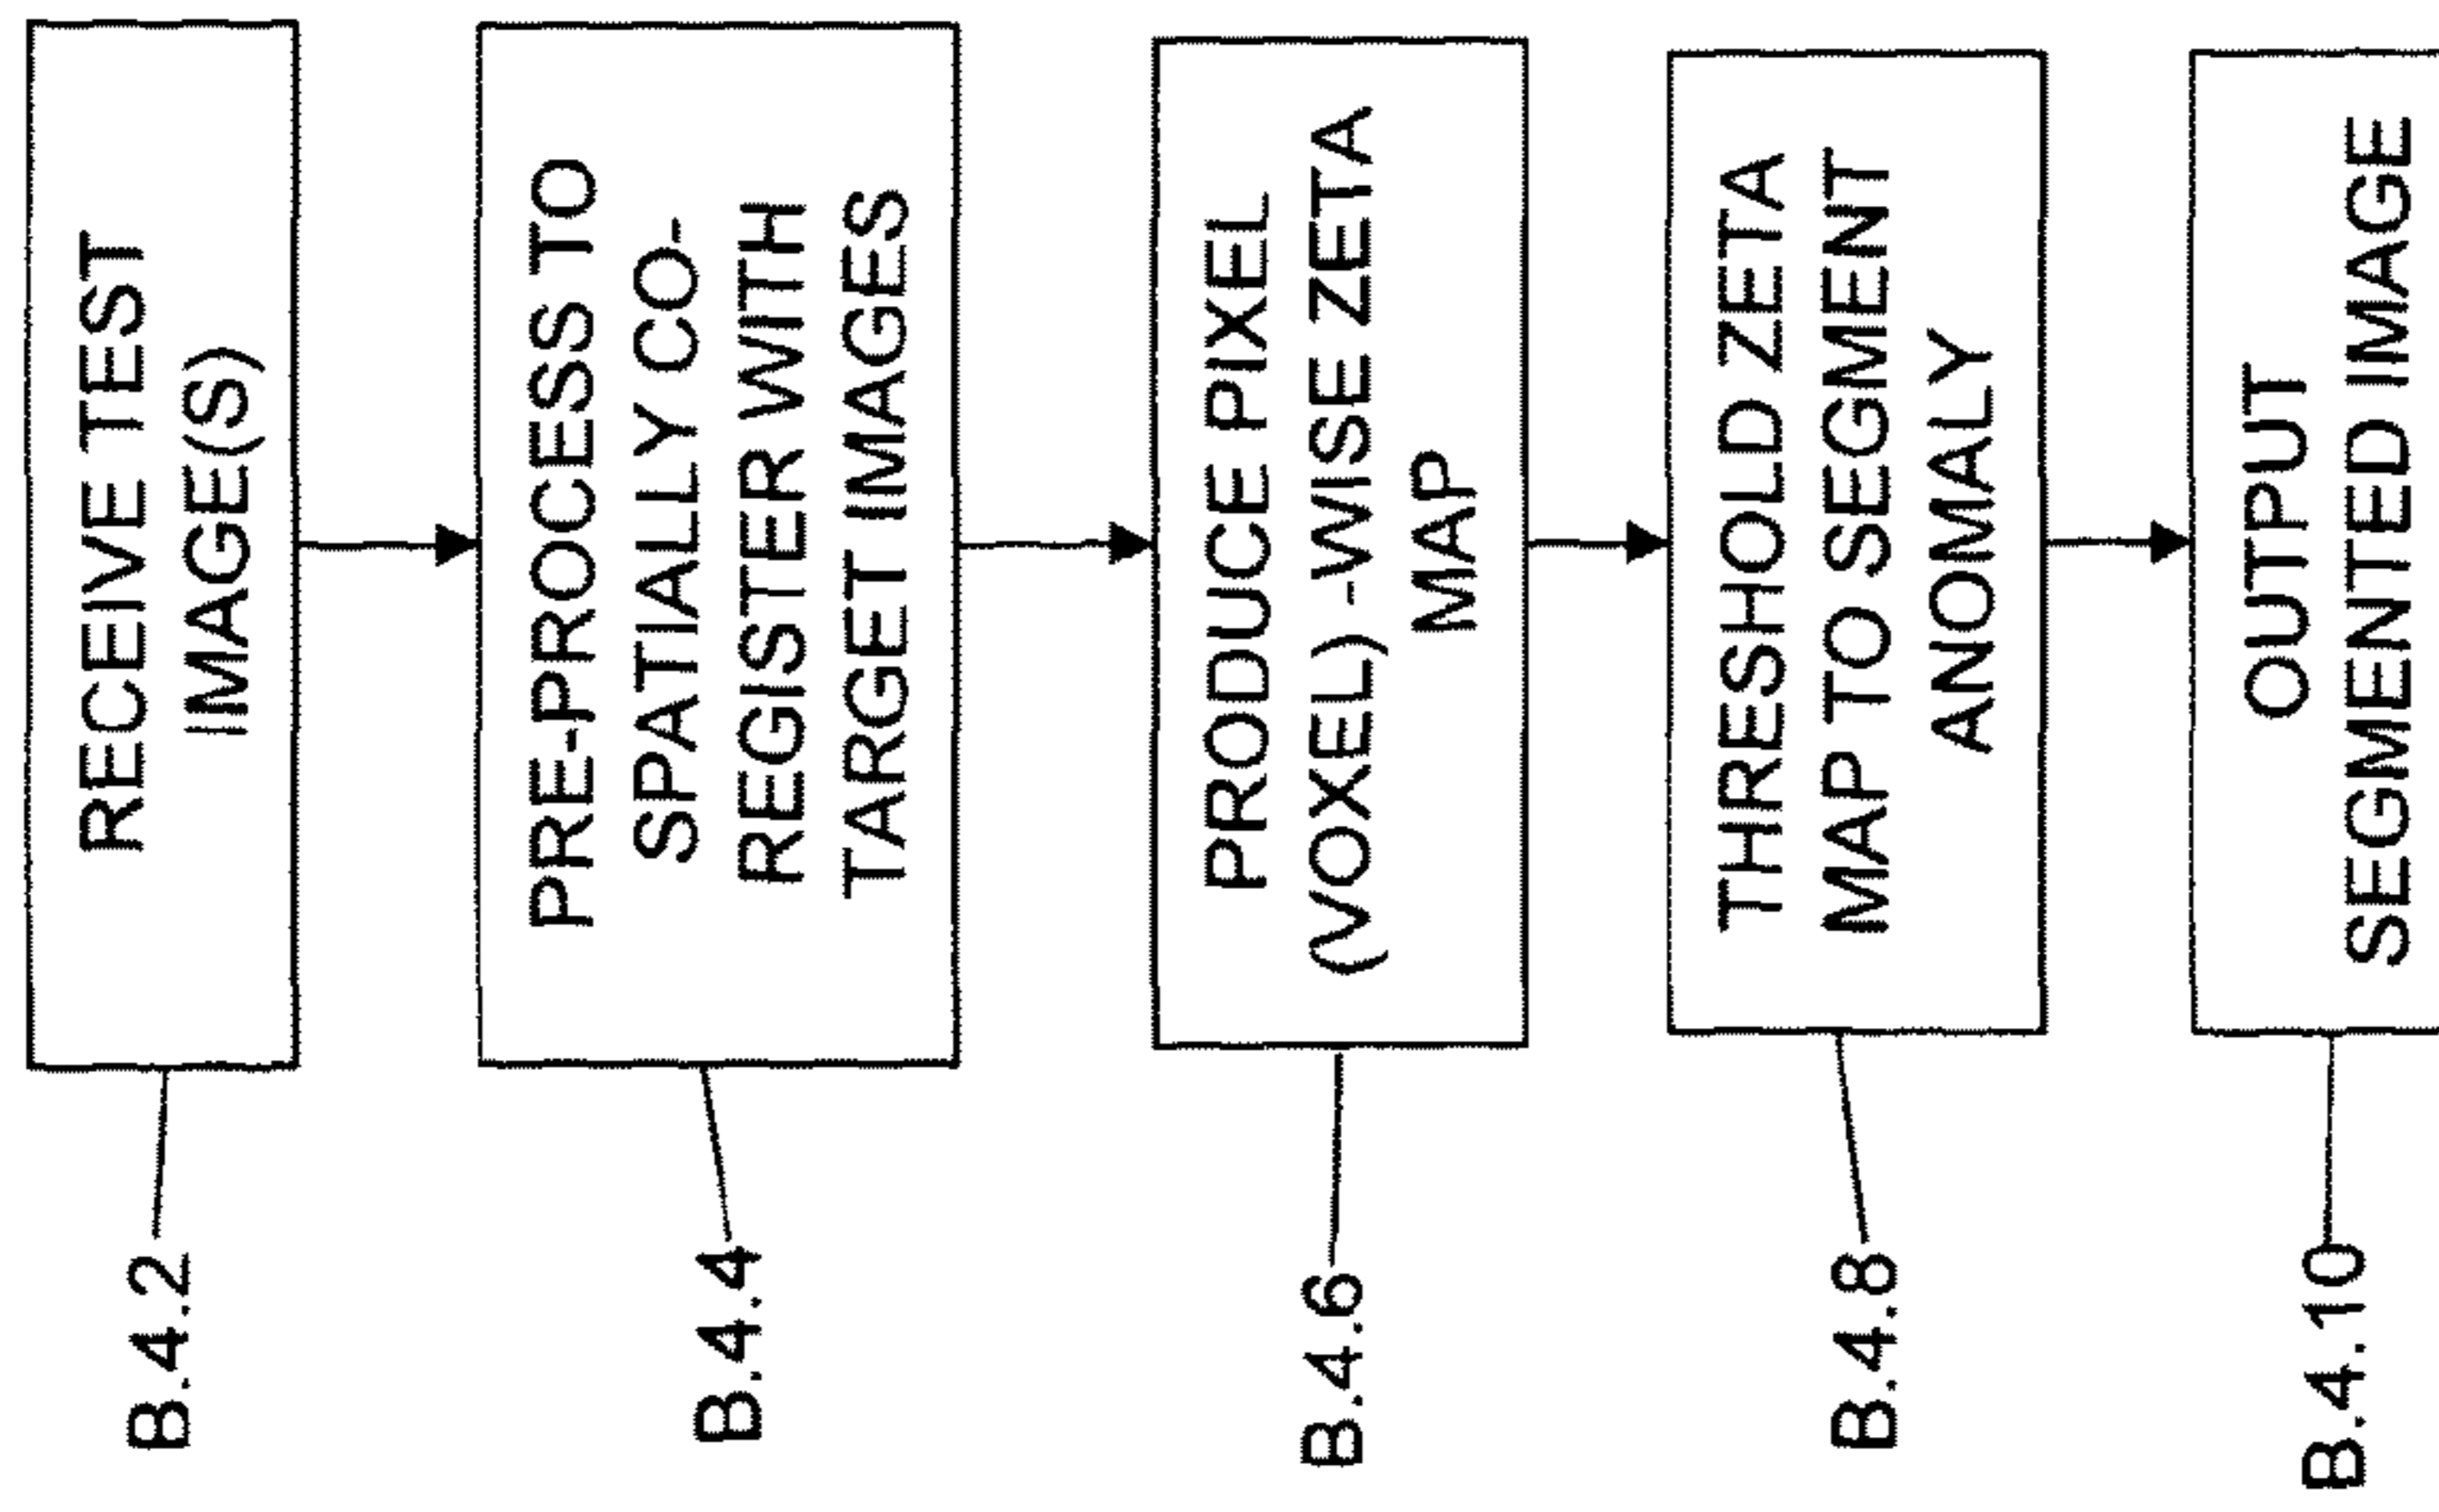 RECEIVE TEST
IMAGE(S)
B.4.2
PRE-PROCESS TO
SPATIALLY CO-
REGISTER WITH
TARGET IMAGES
B.4.4
PRODUCE PIXEL
(VOXEL) -WISE ZETA
MAP
B.4.6
THRESHOLD ZETA
MAP TO SEGMENT
ANOMALY
B.4.8
OUTPUT
SEGMENTED IMAGE
B.4.10